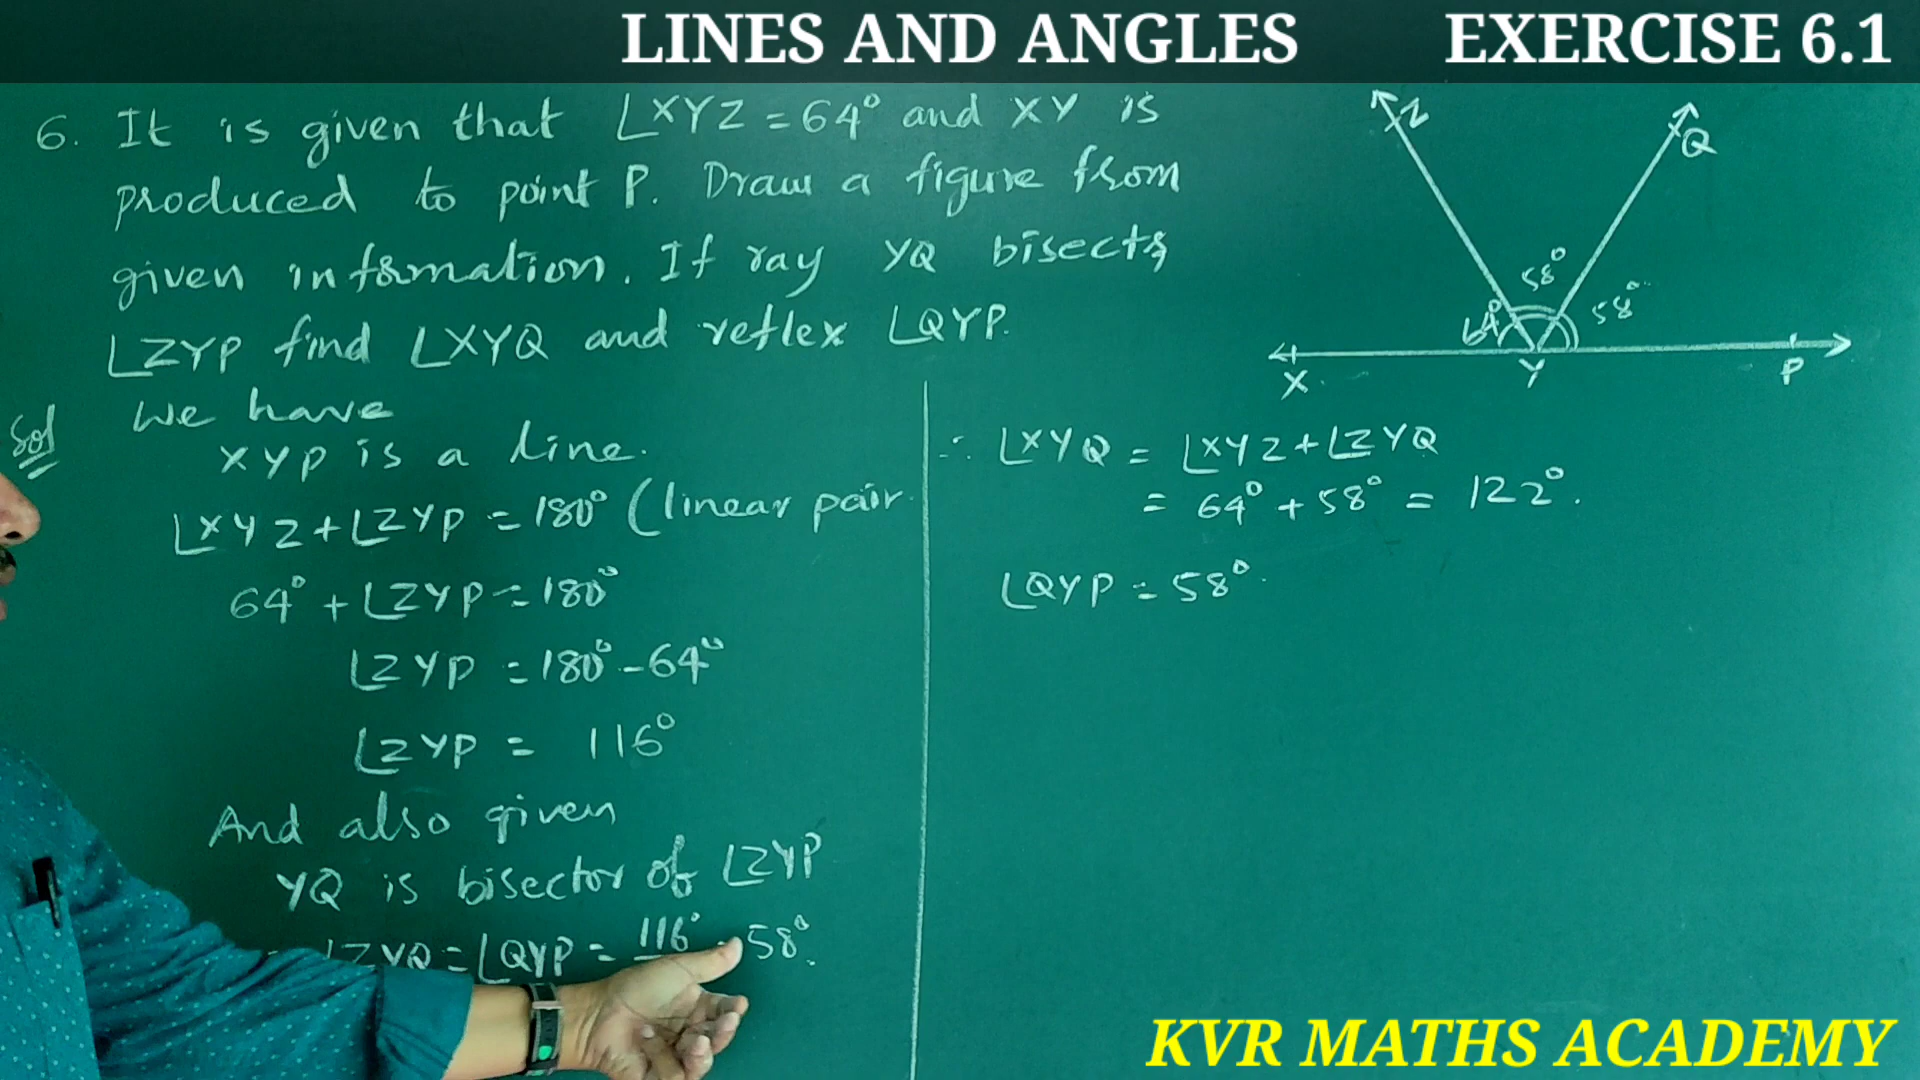 LINES AND ANGLES EXERCISE 6.1
6. It is given that ∠XYZ = 64° and XY is
produced to point P. Draw a figure from
given information. If ray YQ bisects
∠ZYP find ∠XYQ and reflex ∠QYP.
Sol
We have
XYP is a line.
∠XYZ + ∠ZYP = 180° (linear pair
64° + ∠ZYP = 180°
∠ZYP = 180° - 64°
∠ZYP = 116°
And also given
YQ is bisector of ∠ZYP
∠ZYQ = ∠QYP = 116° 58°.
Z
Q
58°
64°
58°
X Y P
∴ ∠XYQ = ∠XYZ + ∠ZYQ
= 64° + 58° = 122°.
∠QYP = 58°.
KVR MATHS ACADEMY